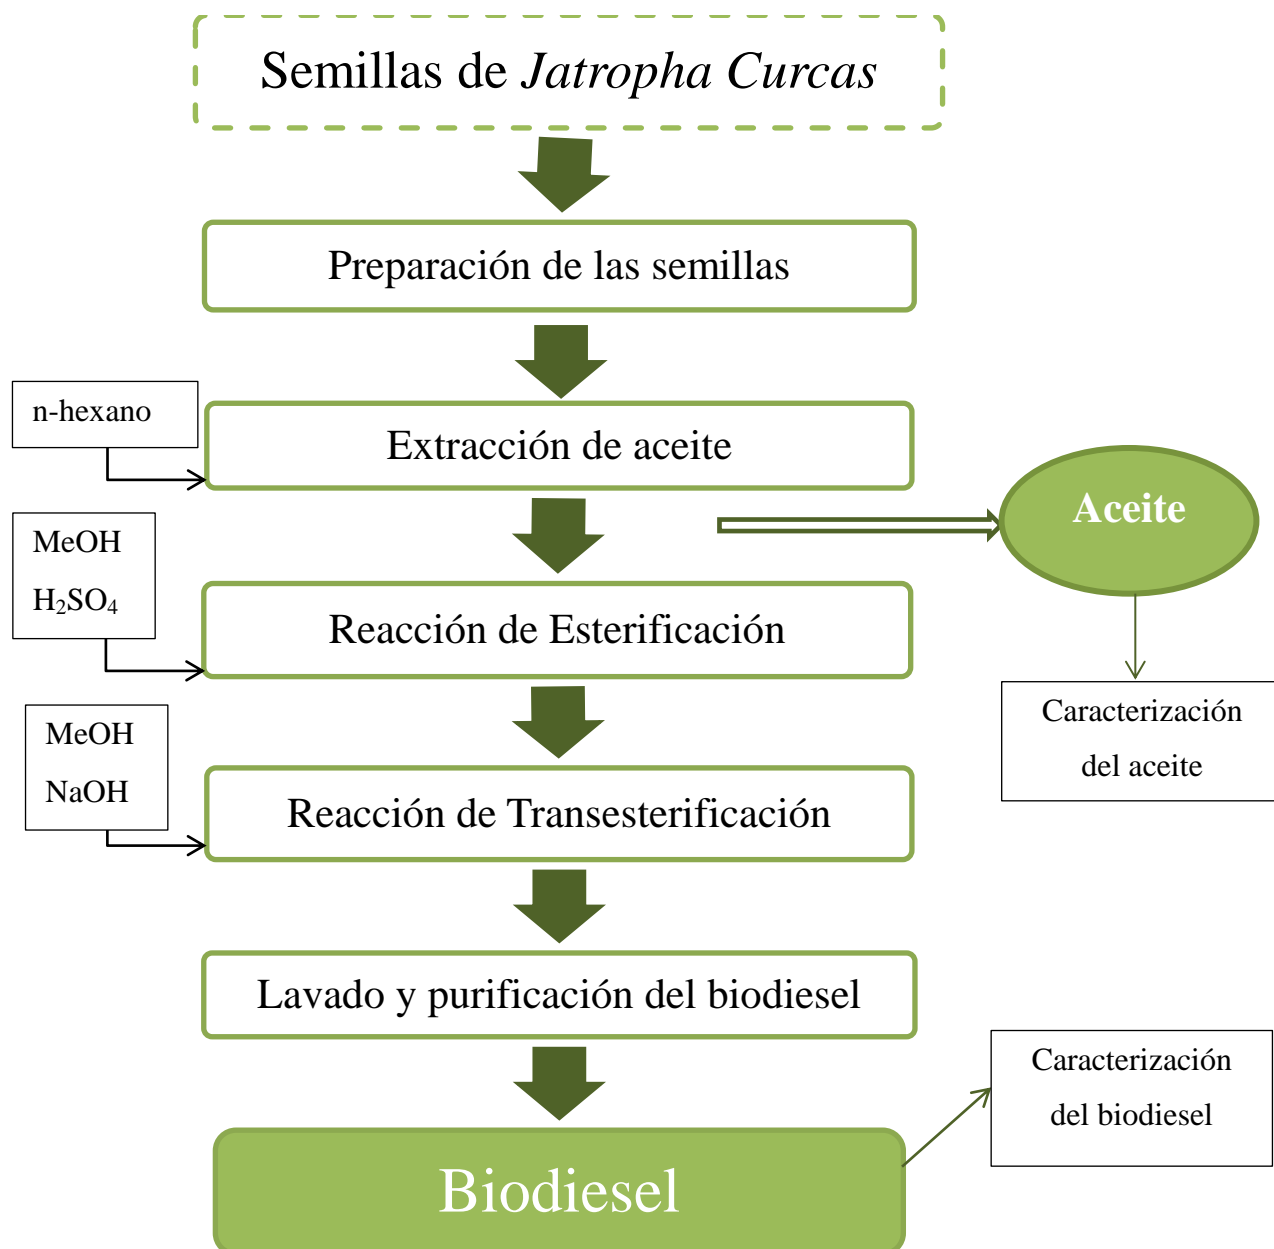 Semillas de Jatropha Curcas
Preparación de las semillas
n-hexano
Extracción de aceite
Aceite
MeOH
H₂SO₄
Reacción de Esterificación
Caracterización
del aceite
MeOH
NaOH
Reacción de Transesterificación
Lavado y purificación del biodiesel
Caracterización
del biodiesel
Biodiesel